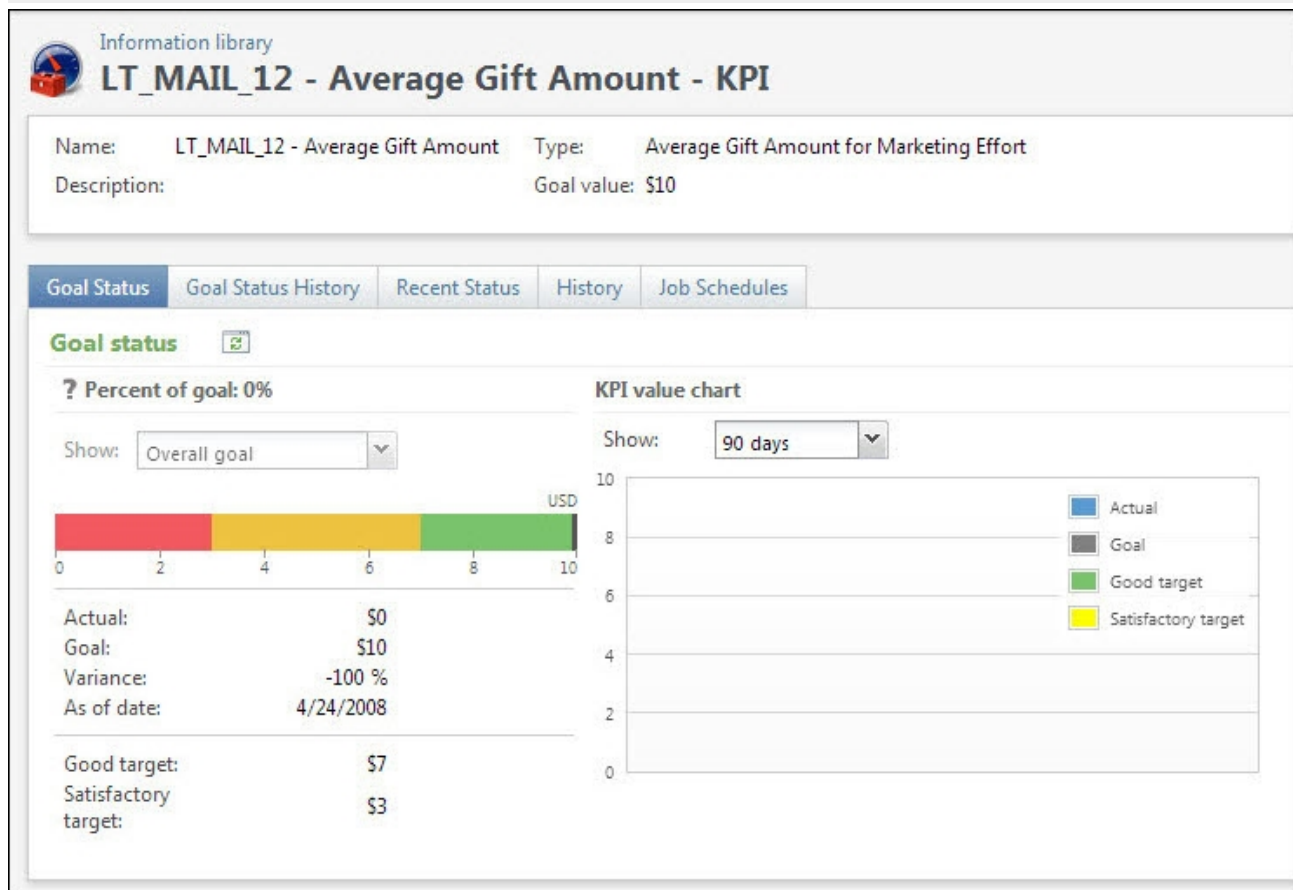 Information library
LT_MAIL_12 - Average Gift Amount - KPI
Name: LT_MAIL_12 - Average Gift Amount Type: Average Gift Amount for Marketing Effort
Description: Goal value: $10
Goal Status Goal Status History Recent Status History Job Schedules
Goal status
? Percent of goal: 0%
Show: Overall goal
USD
0 2 4 6 8 10
Actual: $0
Goal: $10
Variance: -100 %
As of date: 4/24/2008
Good target: $7
Satisfactory
target: $3
KPI value chart
Show: 90 days
10
8
6
4
2
0
Actual
Goal
Good target
Satisfactory target